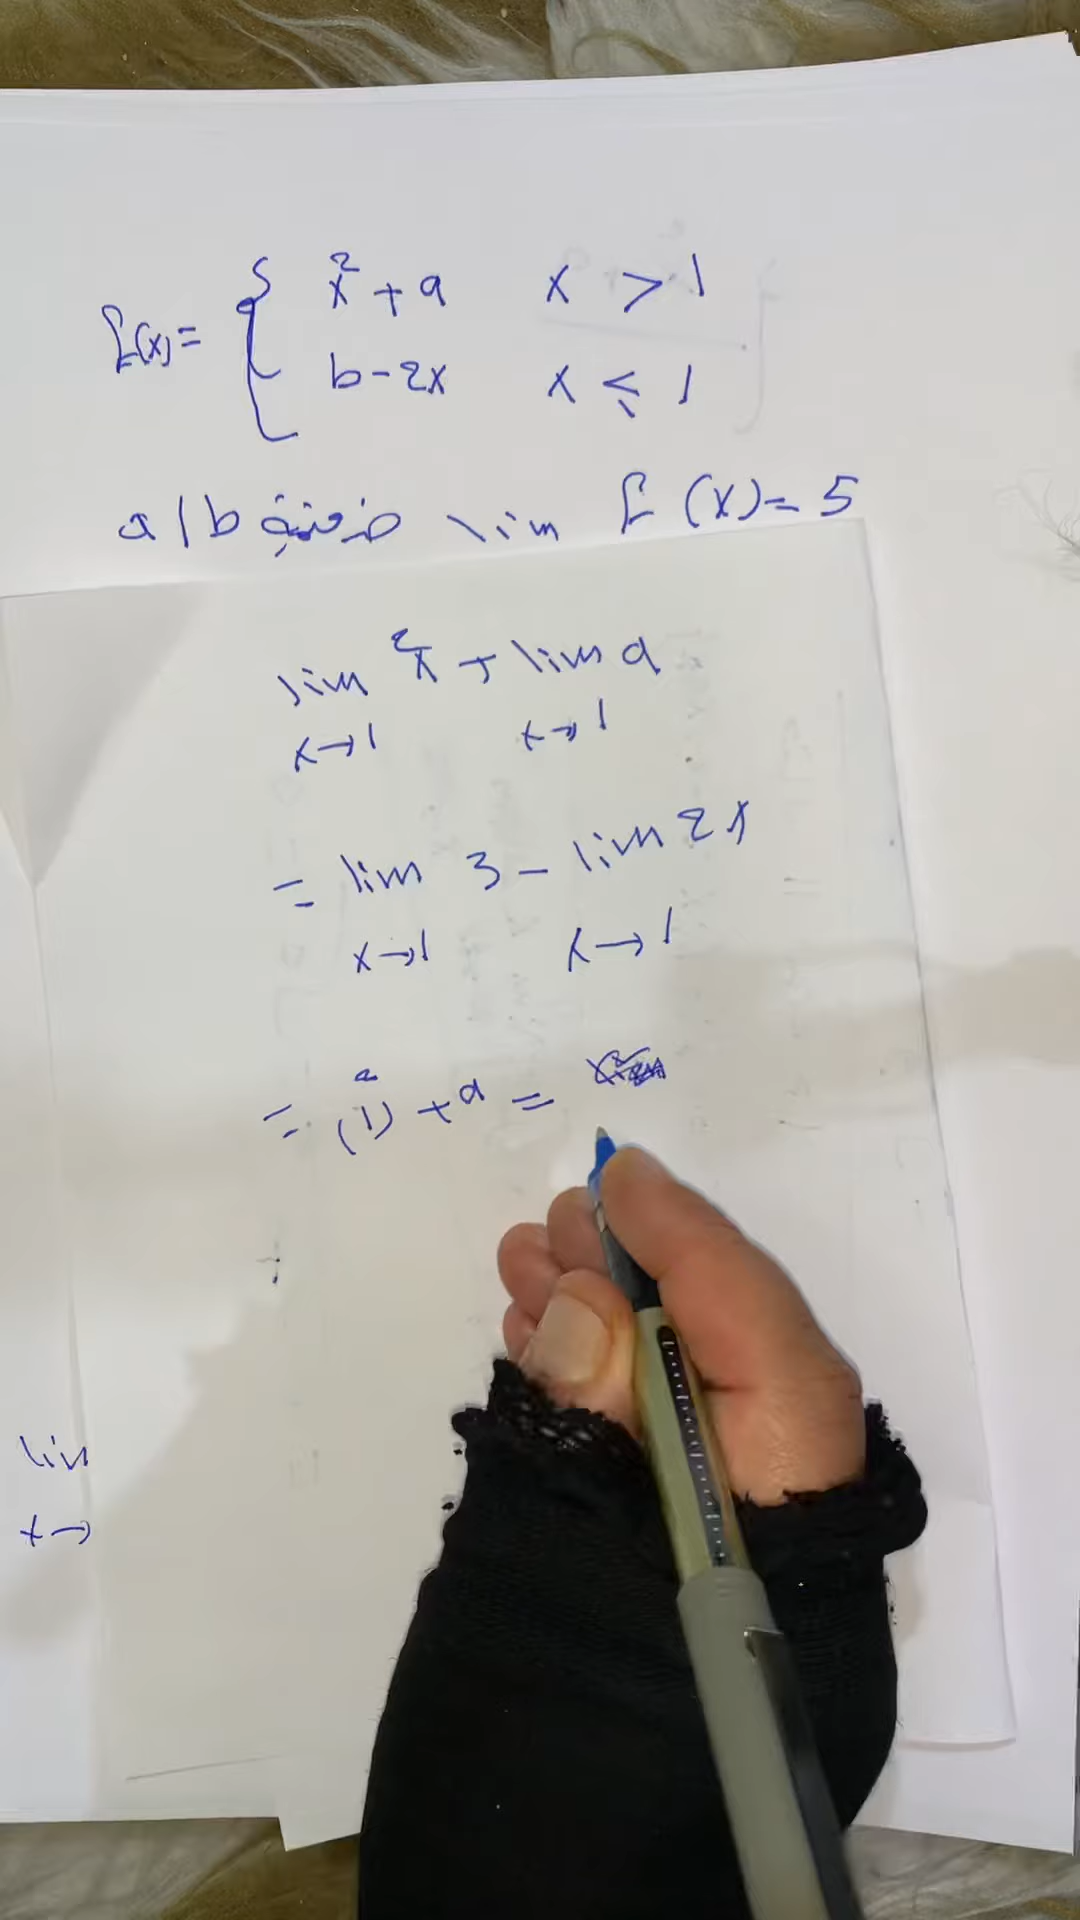 f(x) = { x² + a x > 1
b - 2x x ≤ 1
a / b lim f(x) = 5
lim x² + lim a
x→1 x→1
= lim 3 - lim 2x
x→1 x→1
= (1)² + a =
lim
x→